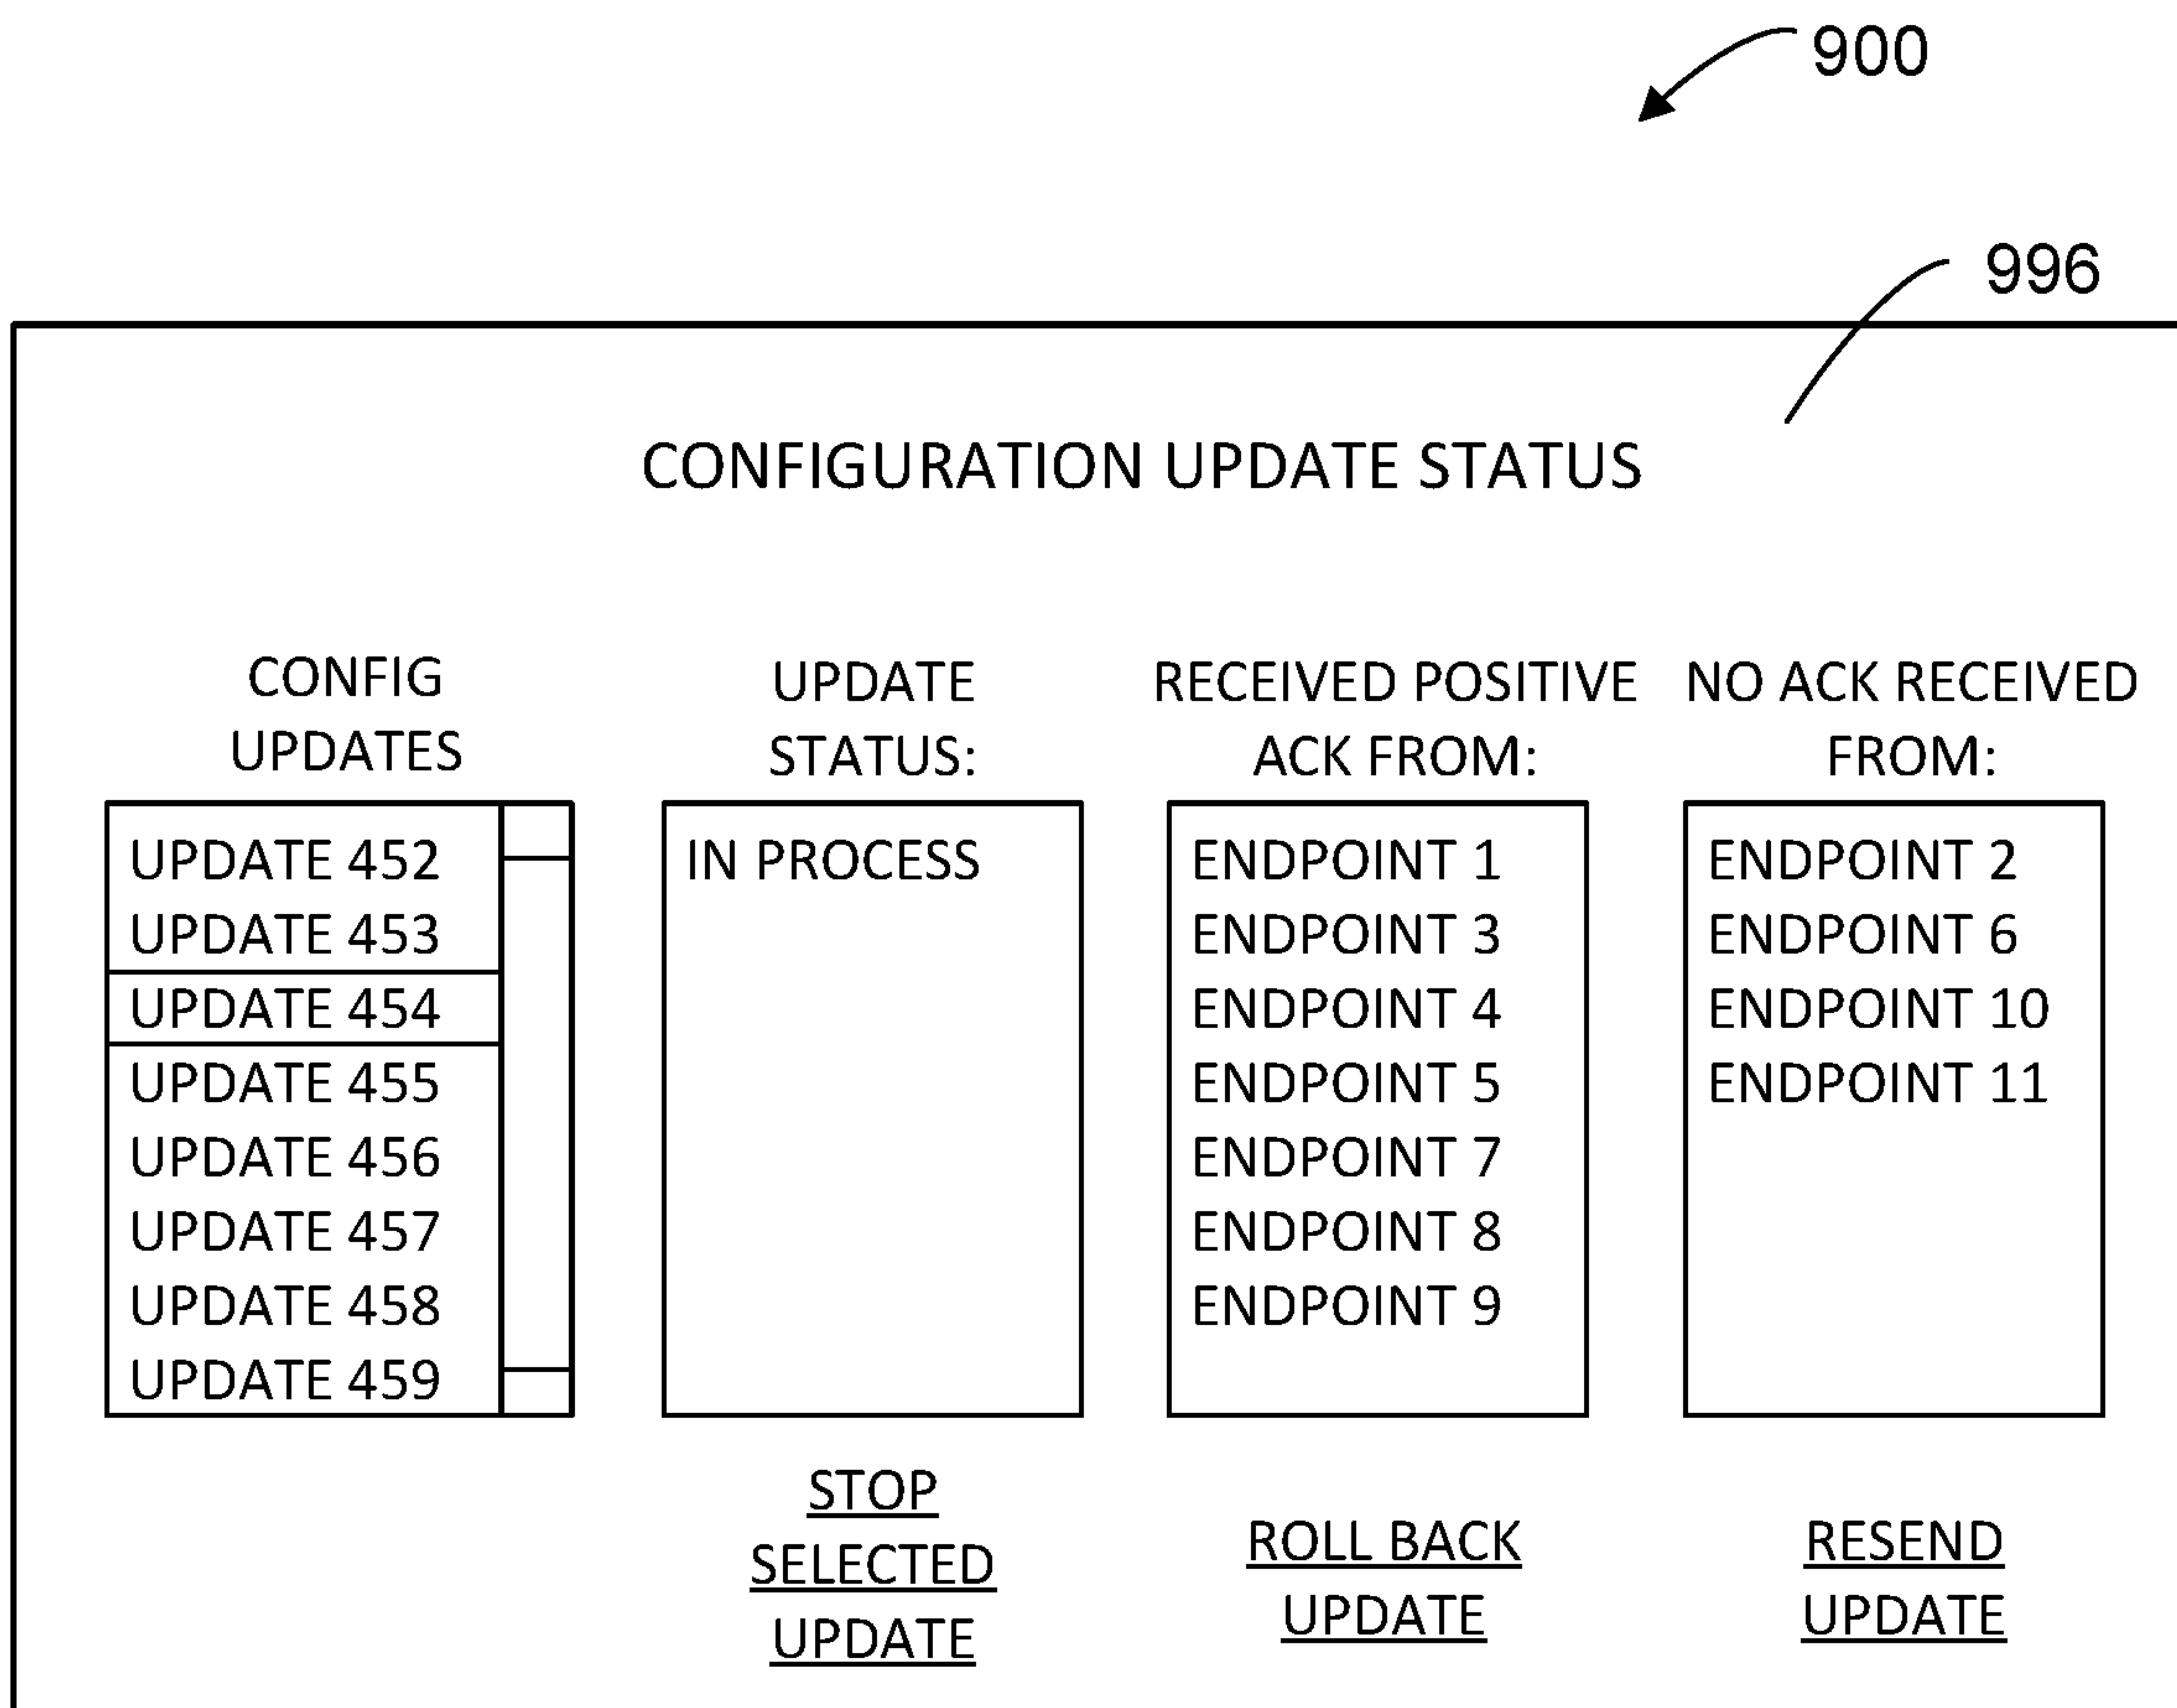 900
996
CONFIGURATION UPDATE STATUS
CONFIG
UPDATES
UPDATE 452
UPDATE 453
UPDATE 454
UPDATE 455
UPDATE 456
UPDATE 457
UPDATE 458
UPDATE 459
UPDATE
STATUS:
IN PROCESS
STOP
SELECTED
UPDATE
RECEIVED POSITIVE
ACK FROM:
ENDPOINT 1
ENDPOINT 3
ENDPOINT 4
ENDPOINT 5
ENDPOINT 7
ENDPOINT 8
ENDPOINT 9
ROLL BACK
UPDATE
NO ACK RECEIVED
FROM:
ENDPOINT 2
ENDPOINT 6
ENDPOINT 10
ENDPOINT 11
RESEND
UPDATE